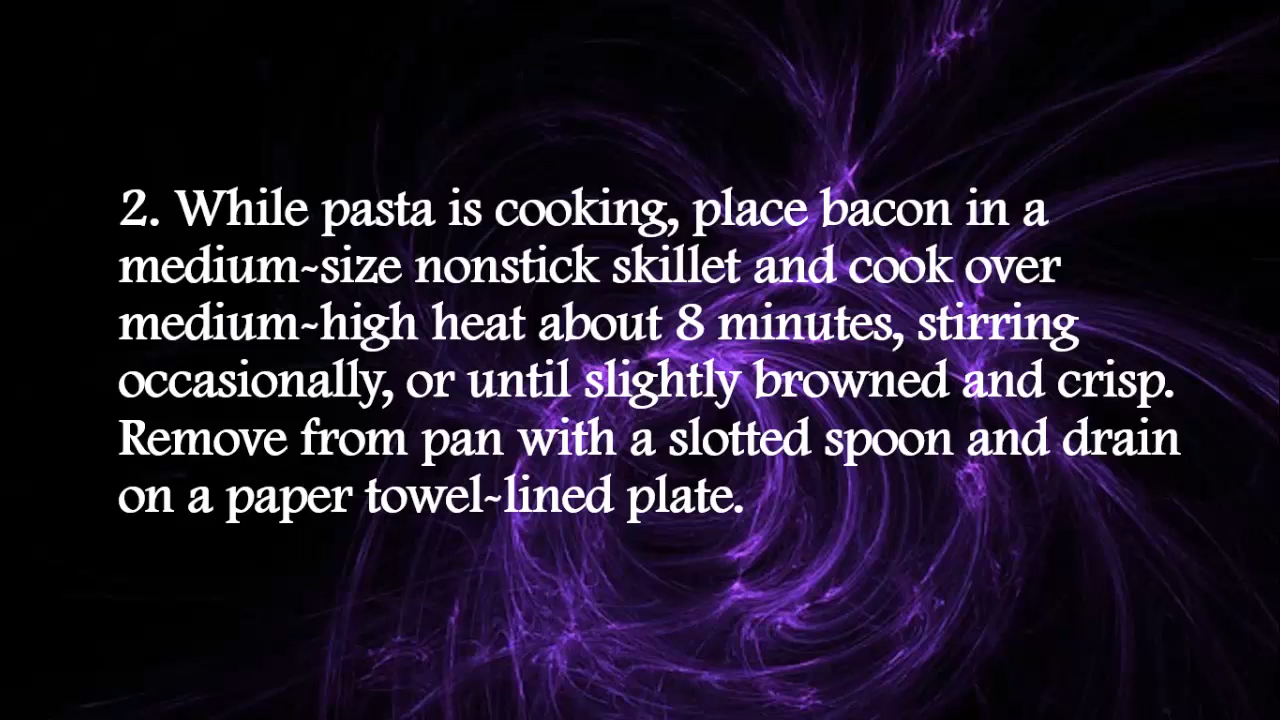 2. While pasta is cooking, place bacon in a
medium-size nonstick skillet and cook over
medium-high heat about 8 minutes, stirring
occasionally, or until slightly browned and crisp.
Remove from pan with a slotted spoon and drain
on a paper towel-lined plate.